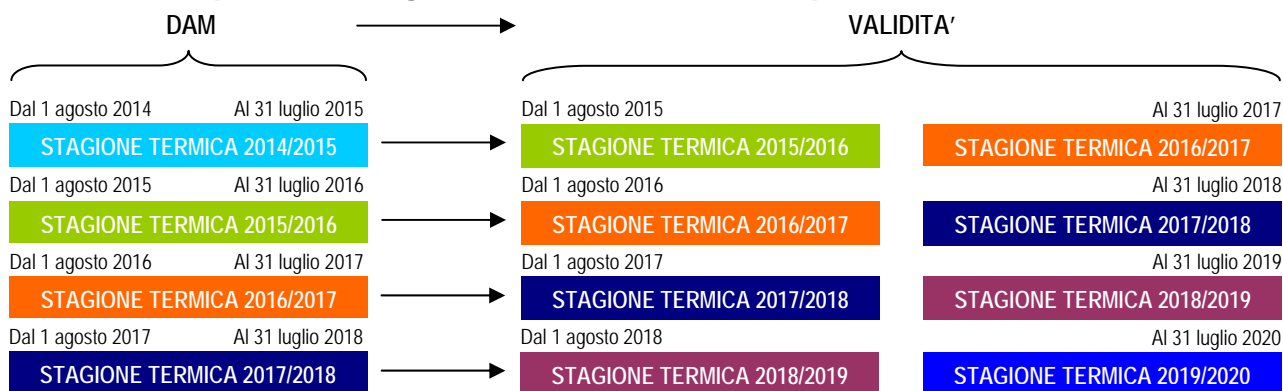 DAM VALIDITA’
Dal 1 agosto 2014 Al 31 luglio 2015 Dal 1 agosto 2015 Al 31 luglio 2017
STAGIONE TERMICA 2014/2015 STAGIONE TERMICA 2015/2016 STAGIONE TERMICA 2016/2017
Dal 1 agosto 2015 Al 31 luglio 2016 Dal 1 agosto 2016 Al 31 luglio 2018
STAGIONE TERMICA 2015/2016 STAGIONE TERMICA 2016/2017 STAGIONE TERMICA 2017/2018
Dal 1 agosto 2016 Al 31 luglio 2017 Dal 1 agosto 2017 Al 31 luglio 2019
STAGIONE TERMICA 2016/2017 STAGIONE TERMICA 2017/2018 STAGIONE TERMICA 2018/2019
Dal 1 agosto 2017 Al 31 luglio 2018 Dal 1 agosto 2018 Al 31 luglio 2020
STAGIONE TERMICA 2017/2018 STAGIONE TERMICA 2018/2019 STAGIONE TERMICA 2019/2020